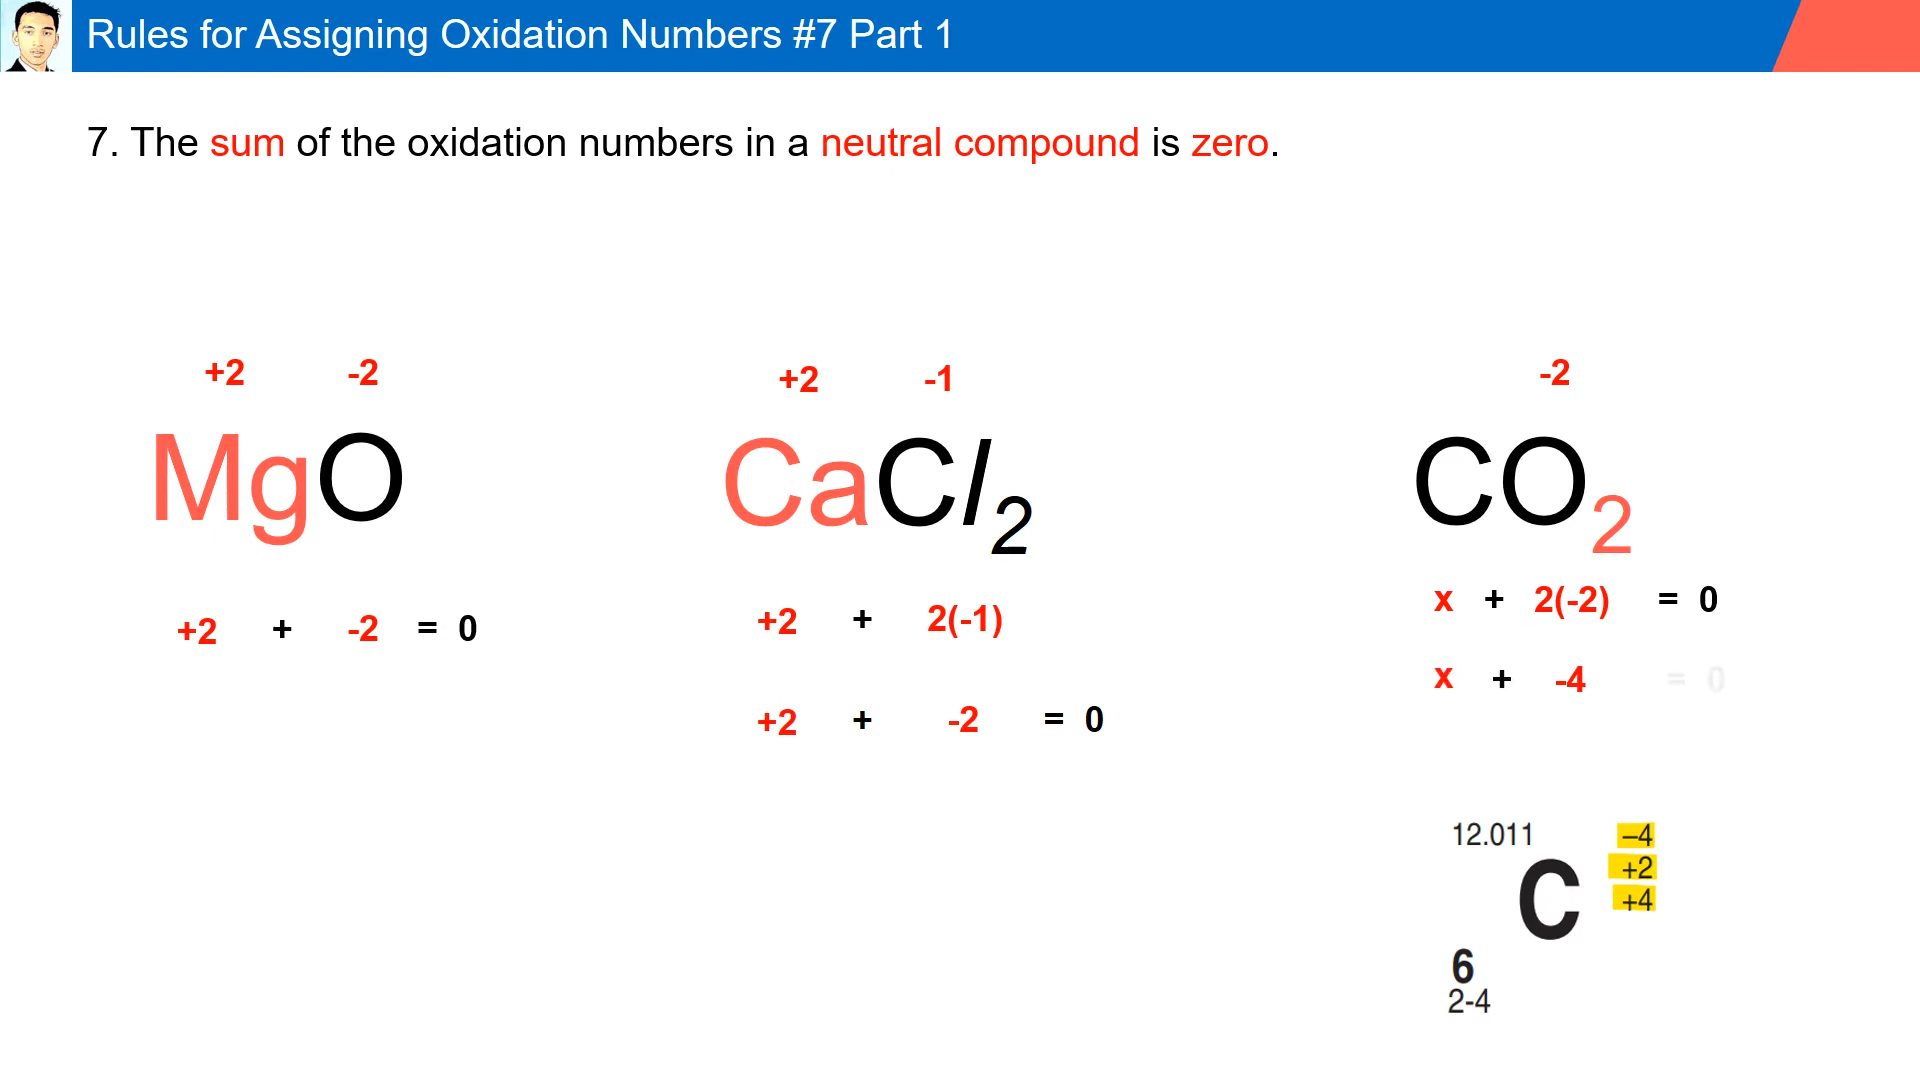 Rules for Assigning Oxidation Numbers #7 Part 1
7. The sum of the oxidation numbers in a neutral compound is zero.
+2 -2
MgO
+2 + -2 = 0
+2 -1
CaCl₂
+2 + 2(-1)
+2 + -2 = 0
-2
CO₂
x + 2(-2) = 0
x + -4 = 0
12.011
–4
+2
+4
C
6
2-4